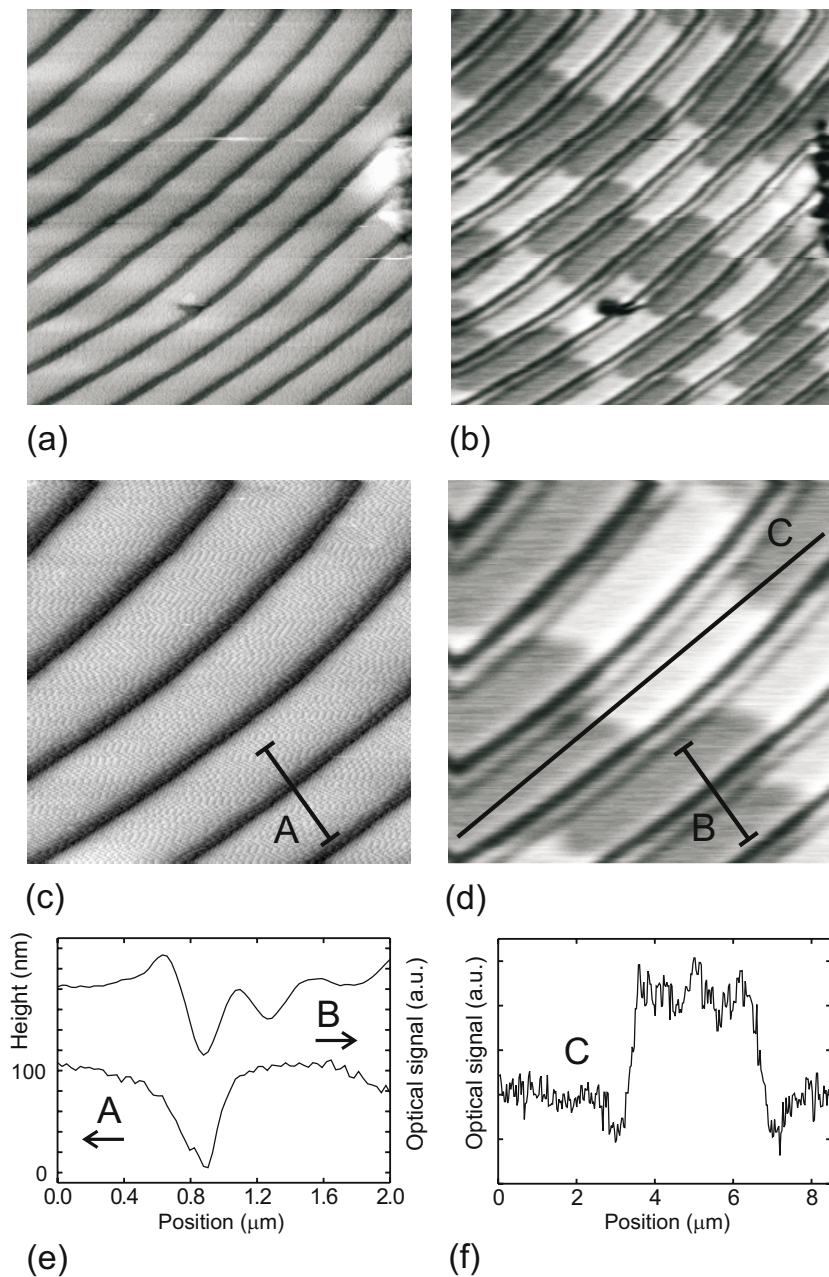 (a)
(b)
C
A
B
(c)
(d)
Height (nm)
100
0
B
A
Optical signal (a.u.)
0.0 0.4 0.8 1.2 1.6 2.0
Position (μm)
(e)
Optical signal (a.u.)
C
0 2 4 6 8
Position (μm)
(f)